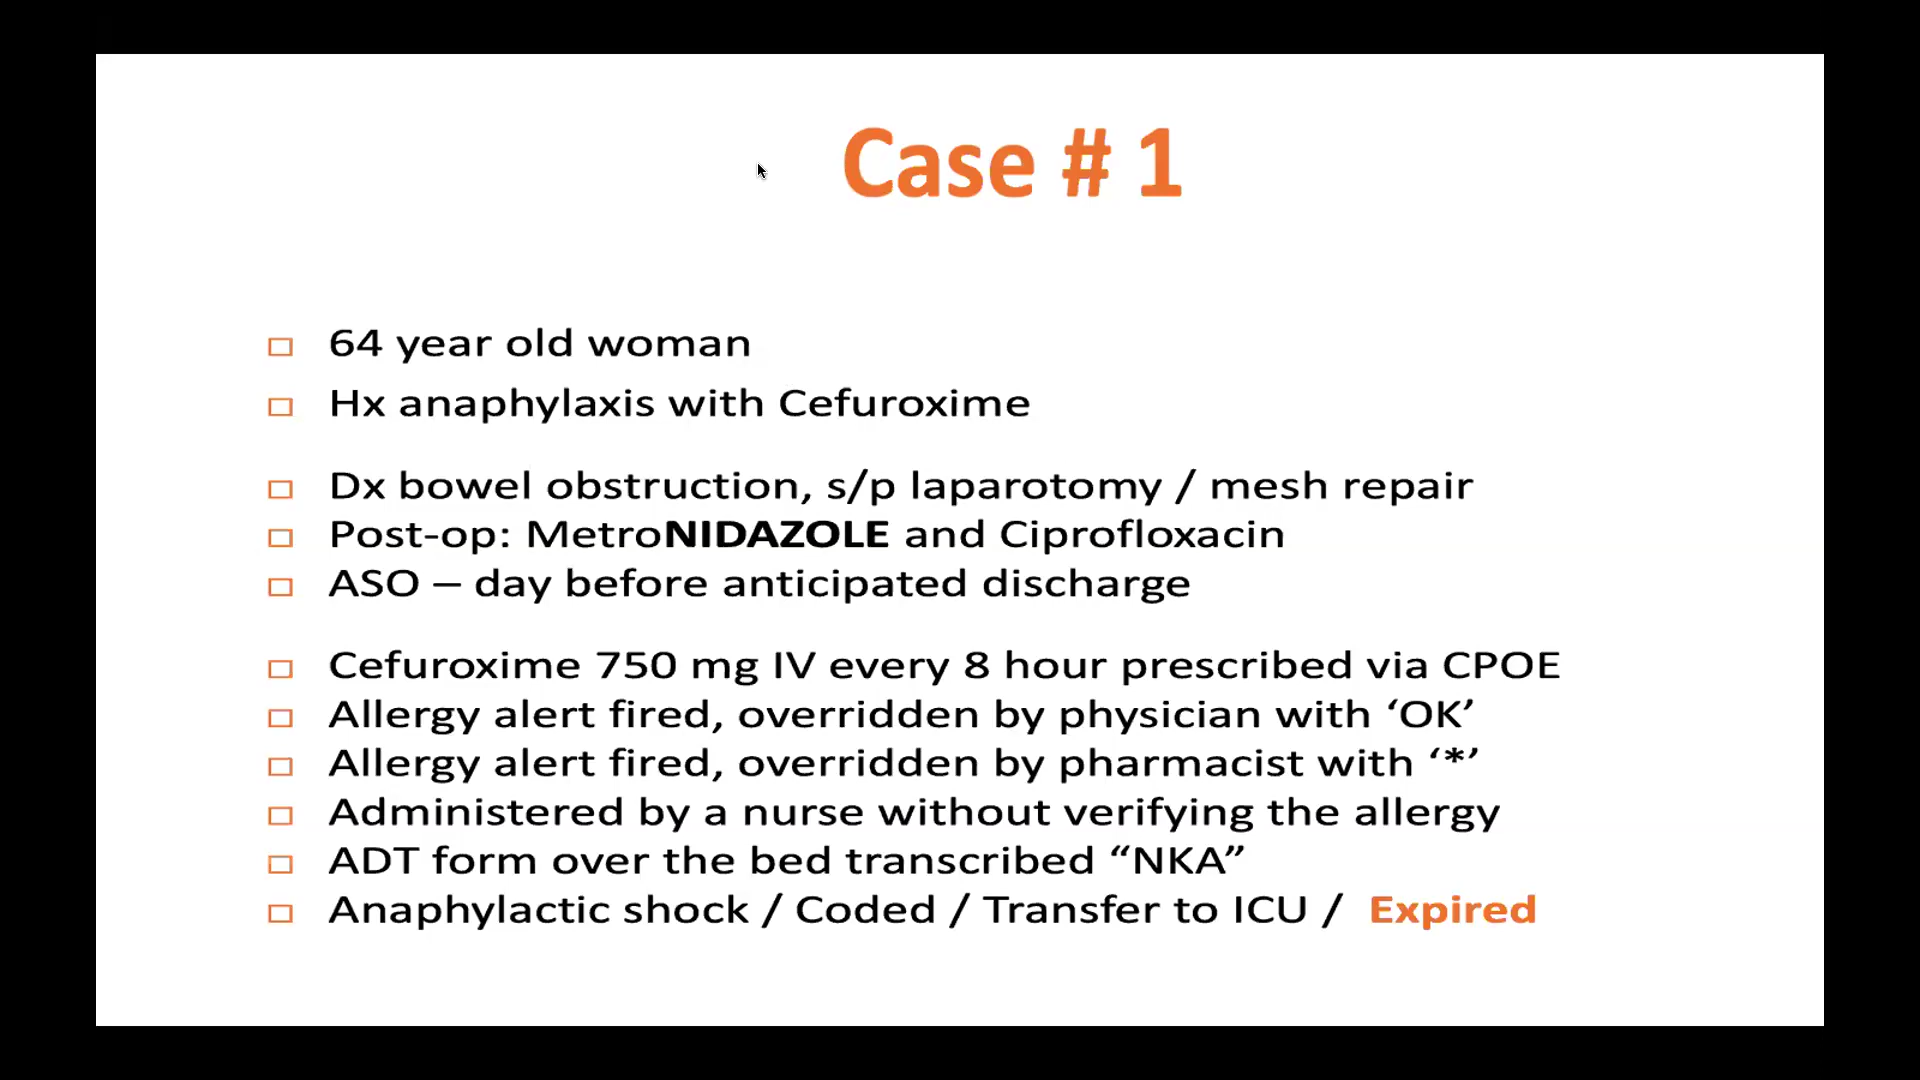 Case # 1
64 year old woman
Hx anaphylaxis with Cefuroxime
Dx bowel obstruction, s/p laparotomy / mesh repair
Post-op: MetroNIDAZOLE and Ciprofloxacin
ASO – day before anticipated discharge
Cefuroxime 750 mg IV every 8 hour prescribed via CPOE
Allergy alert fired, overridden by physician with ‘OK’
Allergy alert fired, overridden by pharmacist with ‘*’
Administered by a nurse without verifying the allergy
ADT form over the bed transcribed “NKA”
Anaphylactic shock / Coded / Transfer to ICU / Expired